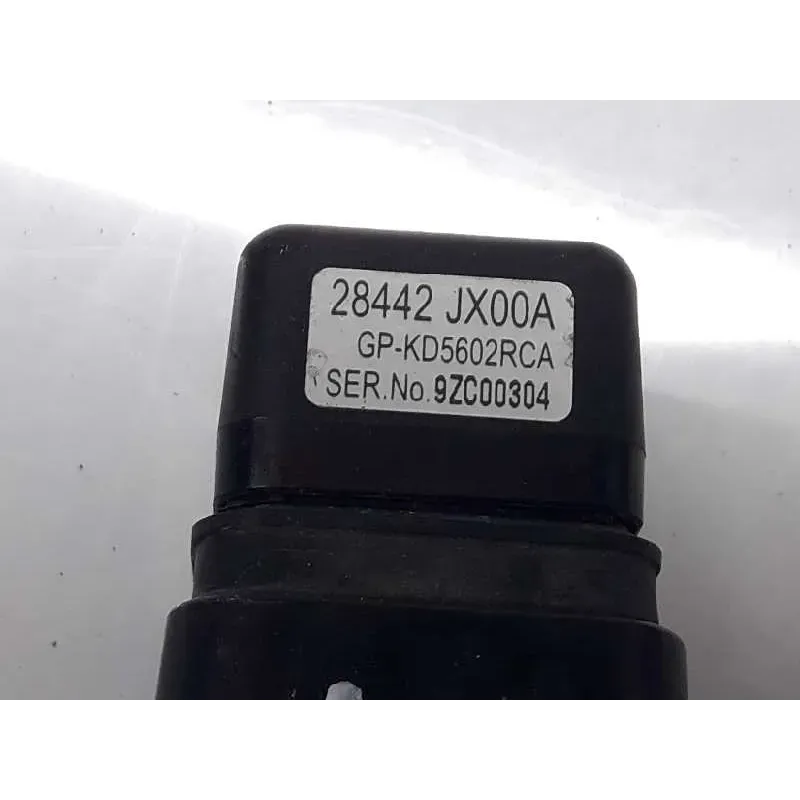 28442 JX00A
GP-KD5602RCA
SER.No.9ZC00304